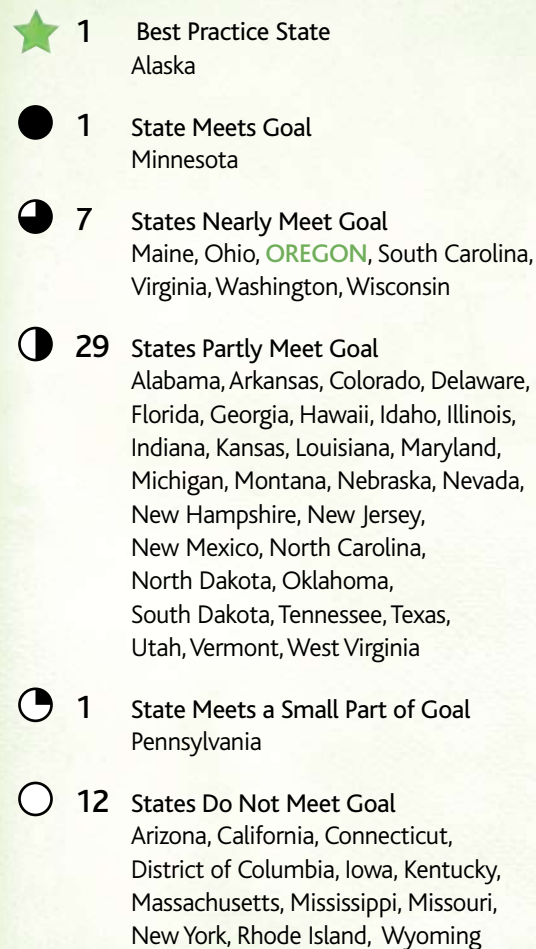 1 Best Practice State
Alaska
1 State Meets Goal
Minnesota
7 States Nearly Meet Goal
Maine, Ohio, OREGON, South Carolina,
Virginia, Washington, Wisconsin
29 States Partly Meet Goal
Alabama, Arkansas, Colorado, Delaware,
Florida, Georgia, Hawaii, Idaho, Illinois,
Indiana, Kansas, Louisiana, Maryland,
Michigan, Montana, Nebraska, Nevada,
New Hampshire, New Jersey,
New Mexico, North Carolina,
North Dakota, Oklahoma,
South Dakota, Tennessee, Texas,
Utah, Vermont, West Virginia
1 State Meets a Small Part of Goal
Pennsylvania
12 States Do Not Meet Goal
Arizona, California, Connecticut,
District of Columbia, Iowa, Kentucky,
Massachusetts, Mississippi, Missouri,
New York, Rhode Island, Wyoming